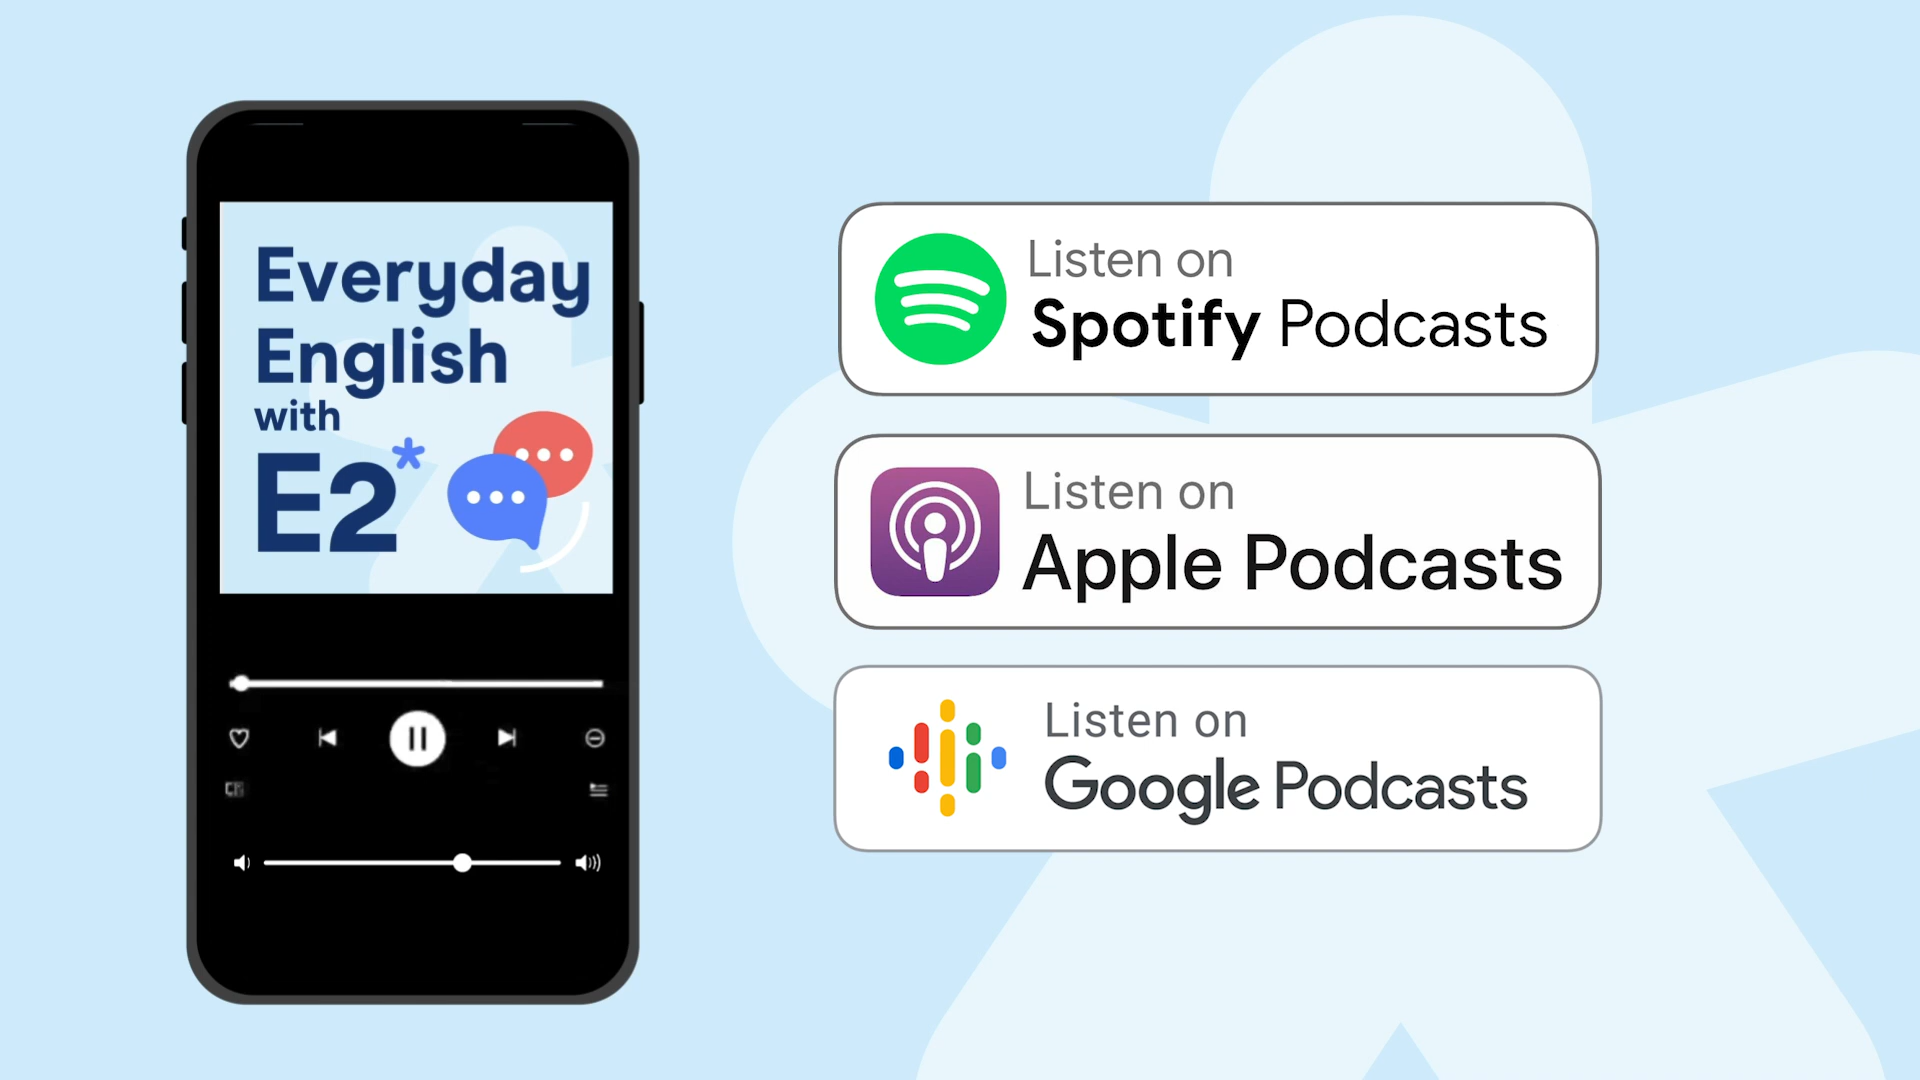 Everyday
English
with
E2*
Listen on
Spotify Podcasts
Listen on
Apple Podcasts
Listen on
Google Podcasts